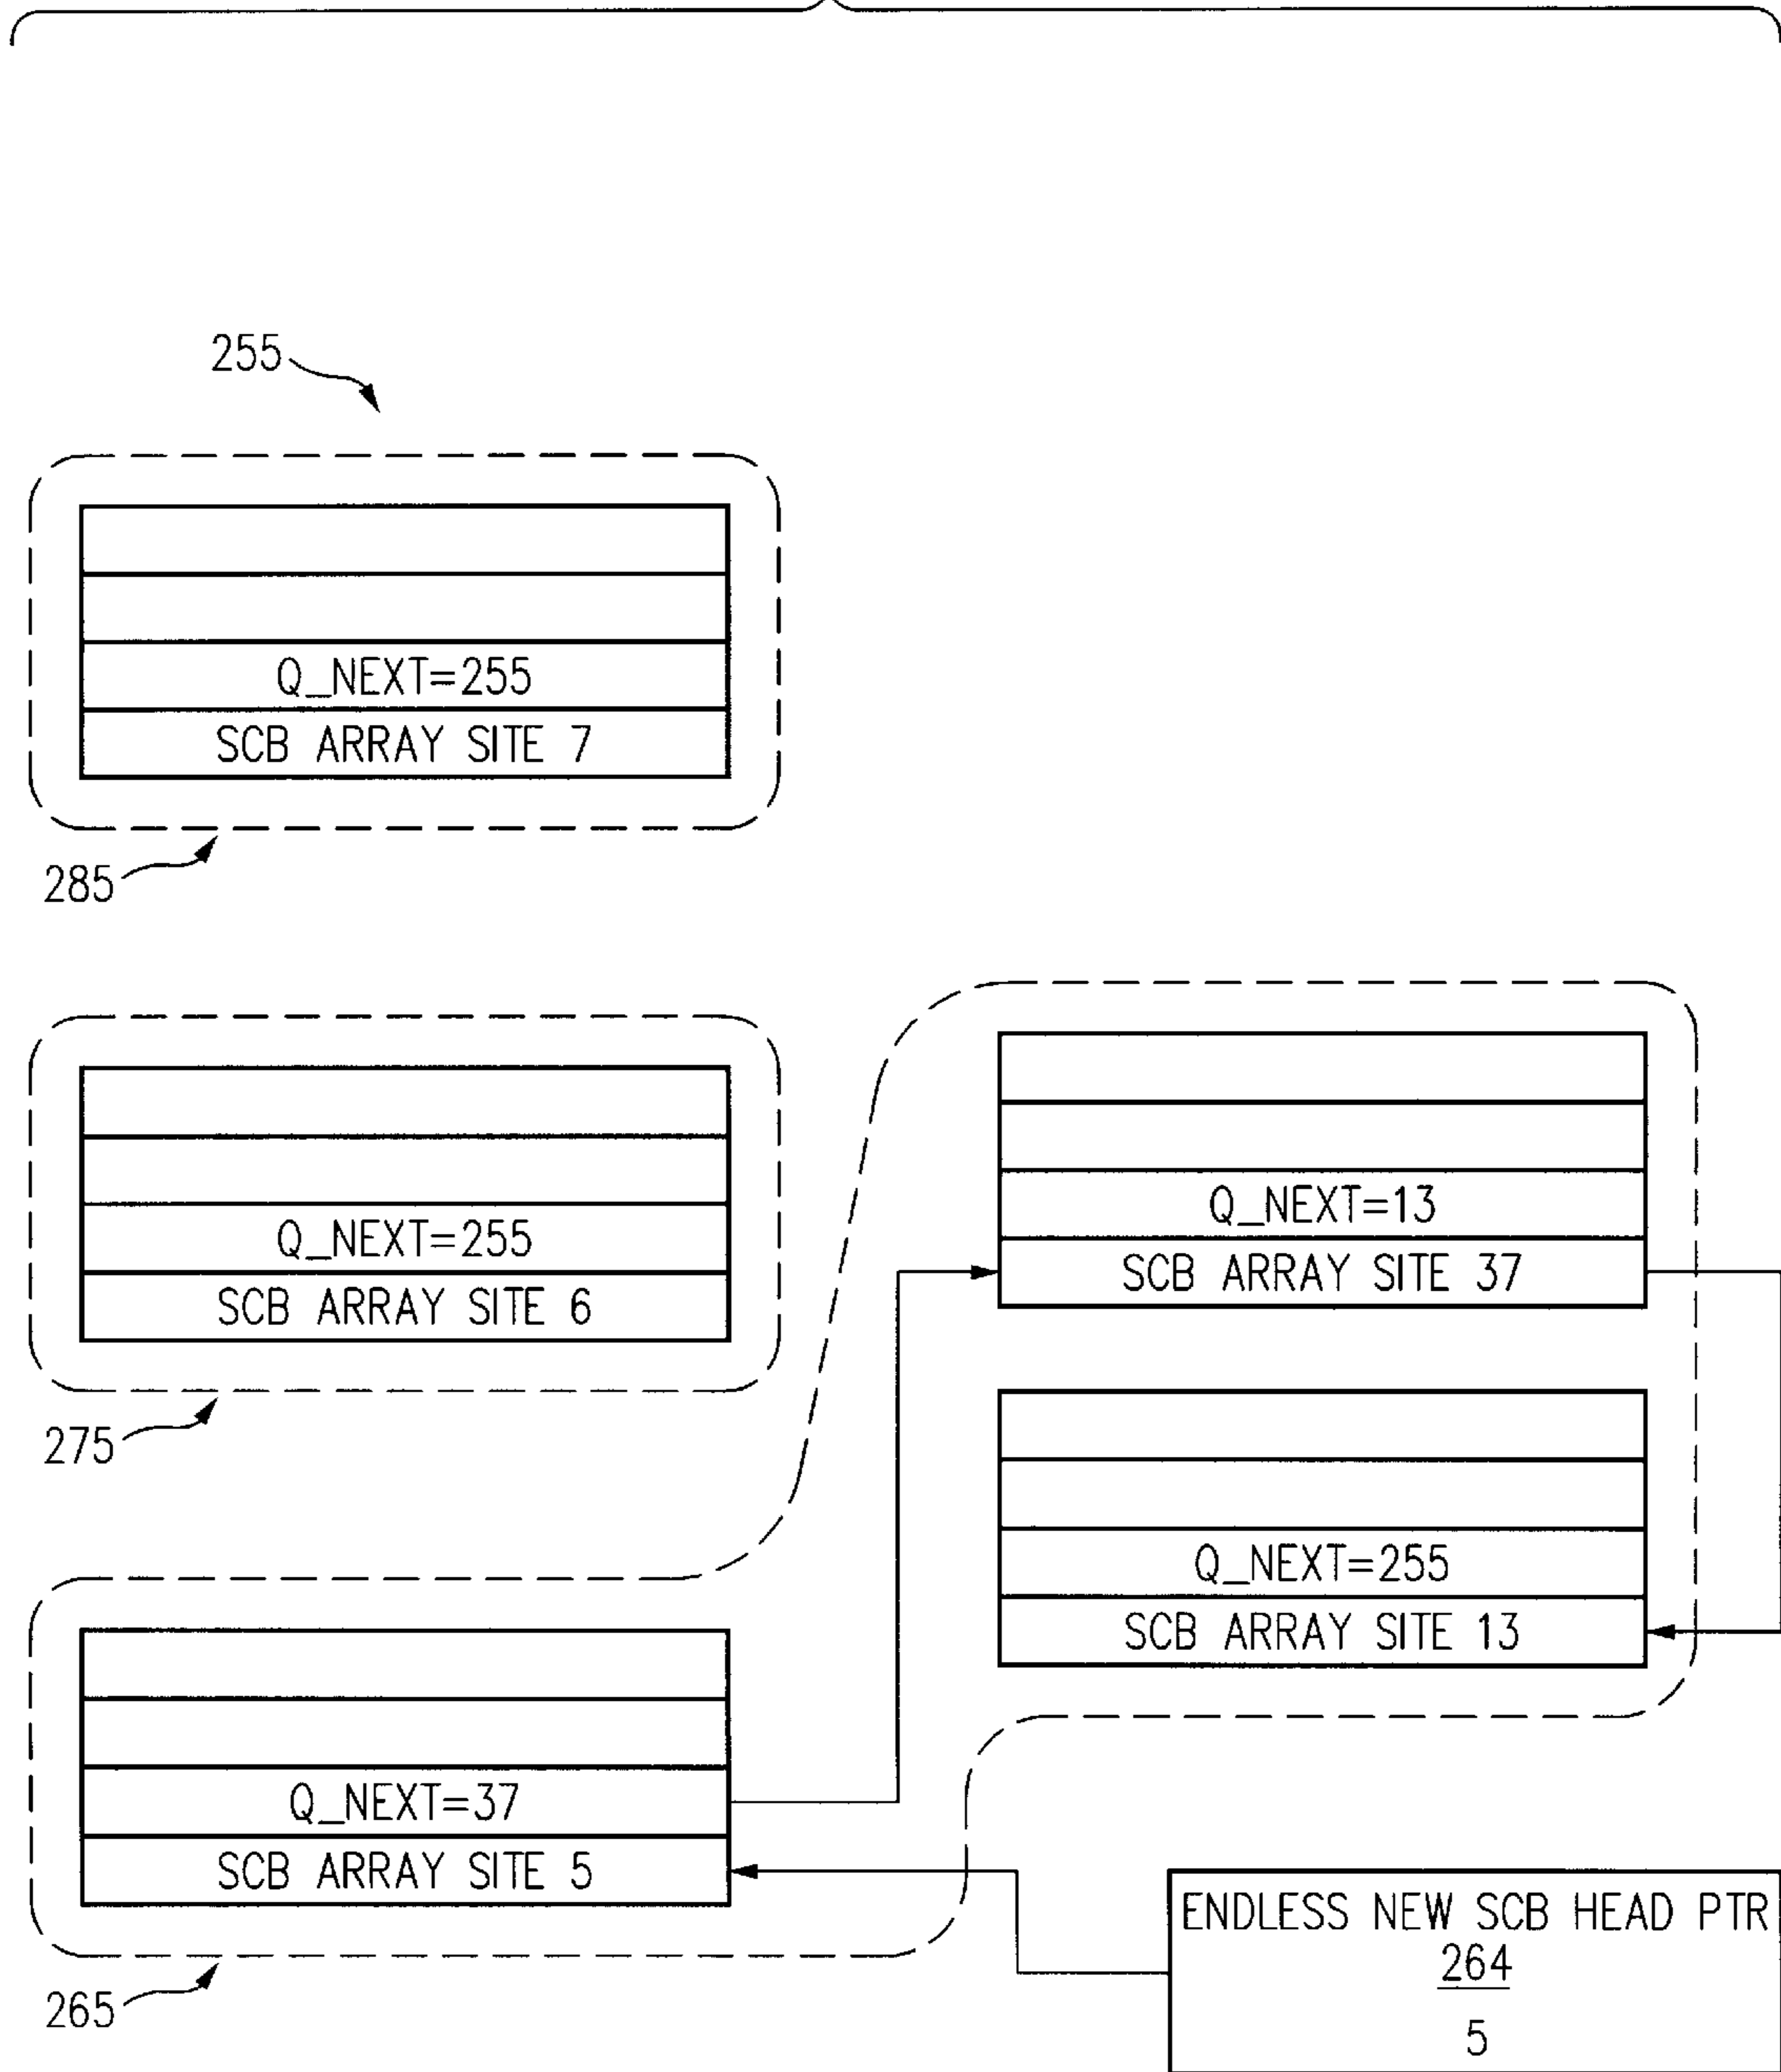 255
Q_NEXT=255
SCB ARRAY SITE 7
285
Q_NEXT=255
SCB ARRAY SITE 6
275
Q_NEXT=13
SCB ARRAY SITE 37
Q_NEXT=255
SCB ARRAY SITE 13
Q_NEXT=37
SCB ARRAY SITE 5
265
ENDLESS NEW SCB HEAD PTR
264
5